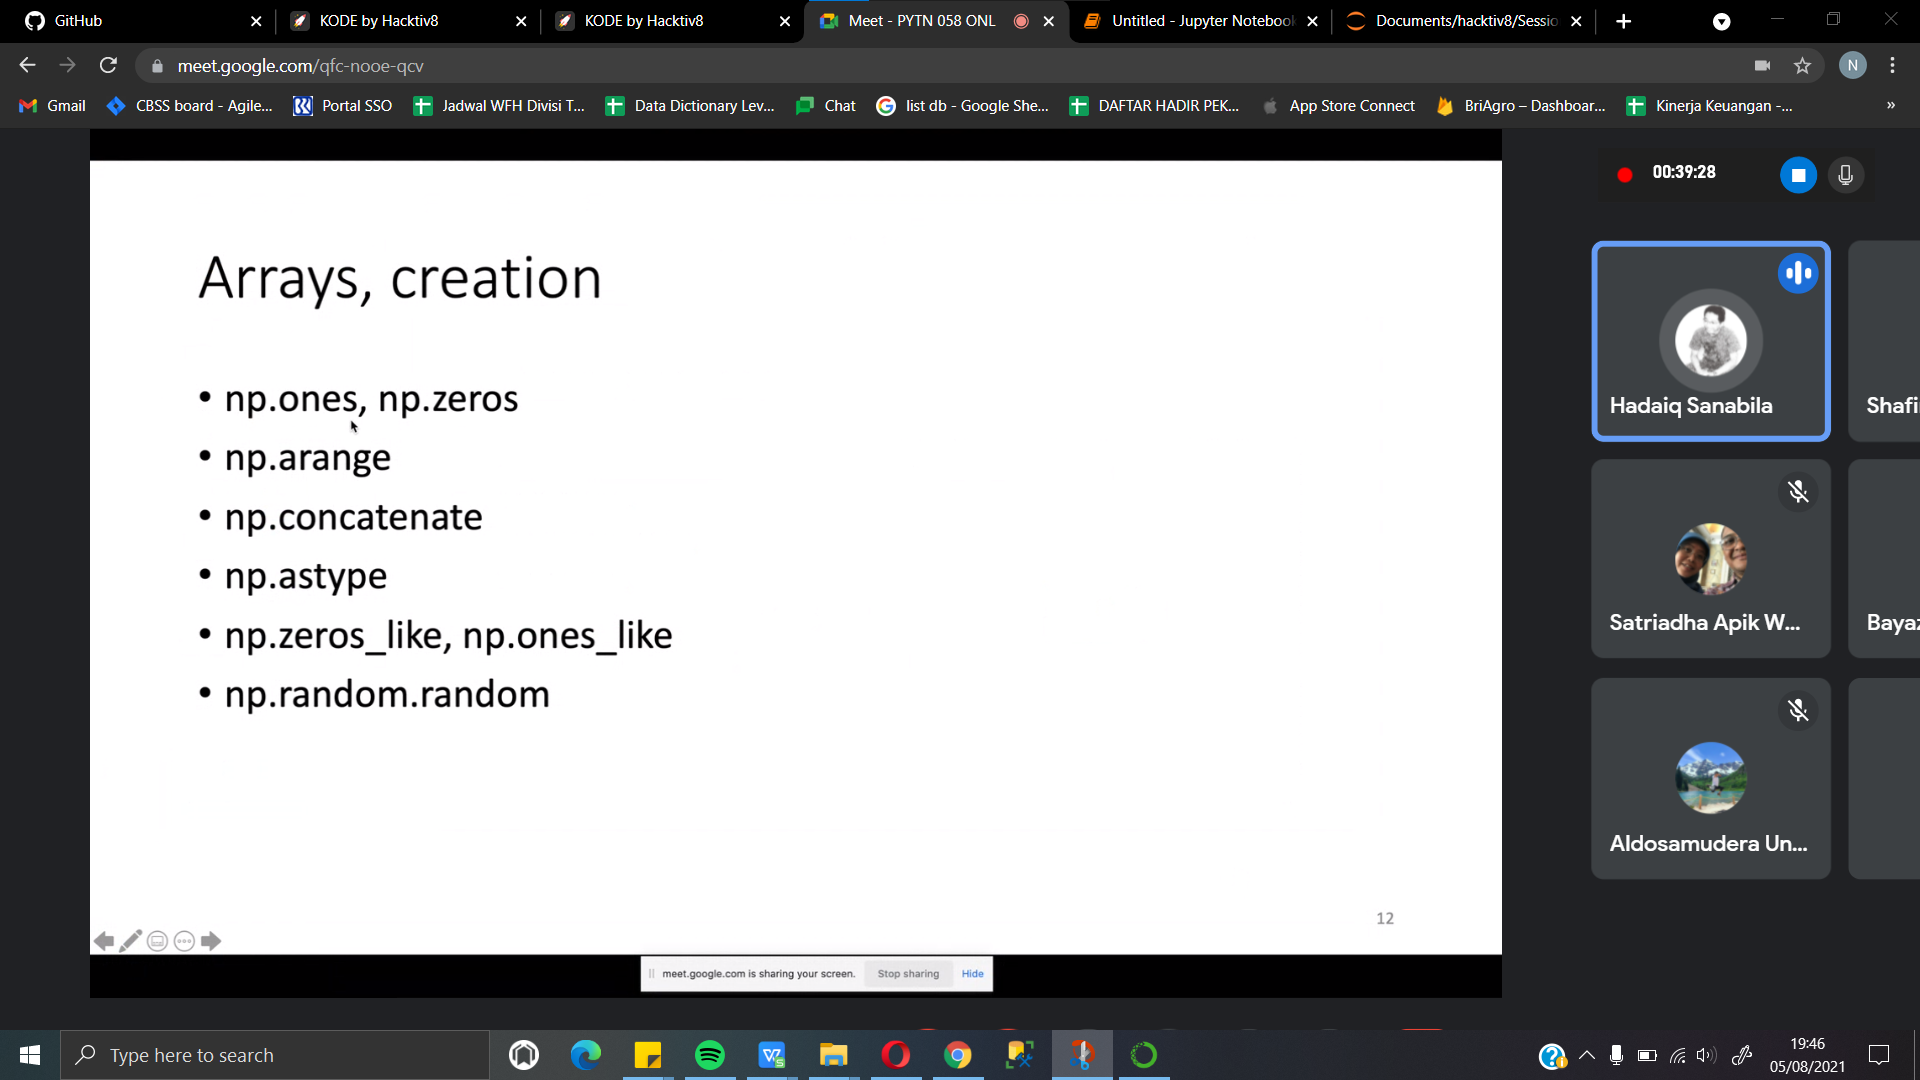 GitHub
KODE by Hacktiv8
KODE by Hacktiv8
Meet - PYTN 058 ONL
Untitled - Jupyter Notebook
Documents/hacktiv8/Sessio
meet.google.com/qfc-nooe-qcv
N
Gmail
CBSS board - Agile...
Portal SSO
Jadwal WFH Divisi T...
Data Dictionary Lev...
Chat
list db - Google She...
DAFTAR HADIR PEK...
App Store Connect
BriAgro – Dashboar...
Kinerja Keuangan -...
»
00:39:28
Arrays, creation
• np.ones, np.zeros
• np.arange
• np.concatenate
• np.astype
• np.zeros_like, np.ones_like
• np.random.random
12
Hadaiq Sanabila
Shafi
Satriadha Apik W...
Bayaz
Aldosamudera Un...
meet.google.com is sharing your screen.
Stop sharing
Hide
Type here to search
19:46
05/08/2021